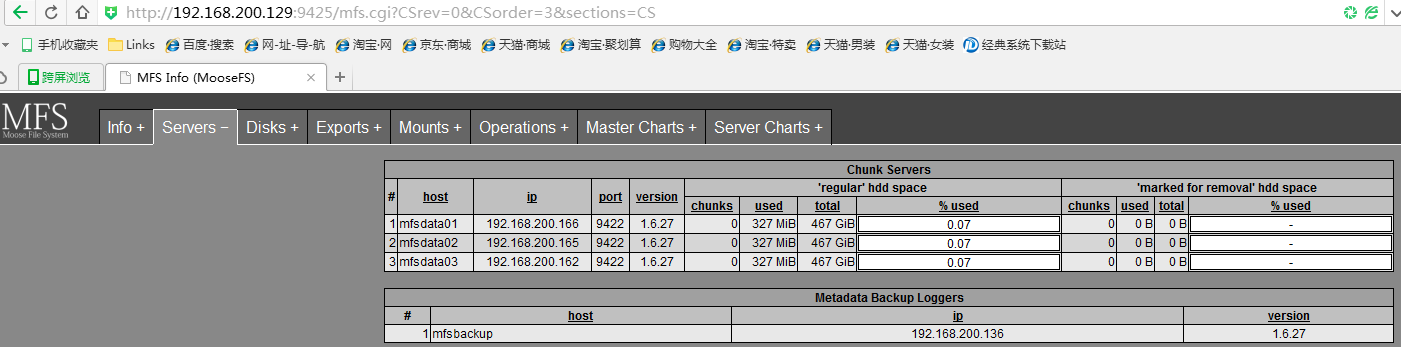 http://192.168.200.129:9425/mfs.cgi?CSrev=0&CSorder=3&sections=CS
手机收藏夹 Links 百度·搜索 网-址-导-航 淘宝·网 京东·商城 天猫·商城 淘宝·聚划算 购物大全 淘宝·特卖 天猫·男装 天猫·女装 经典系统下载站
跨屏浏览 MFS Info (MooseFS) × +
MFS
Moose File System
Info + Servers − Disks + Exports + Mounts + Operations + Master Charts + Server Charts +
Chunk Servers
# host ip port version 'regular' hdd space 'marked for removal' hdd space
chunks used total % used chunks used total % used
1 mfsdata01 192.168.200.166 9422 1.6.27 0 327 MiB 467 GiB 0.07 0 0 B 0 B -
2 mfsdata02 192.168.200.165 9422 1.6.27 0 327 MiB 467 GiB 0.07 0 0 B 0 B -
3 mfsdata03 192.168.200.162 9422 1.6.27 0 327 MiB 467 GiB 0.07 0 0 B 0 B -
Metadata Backup Loggers
# host ip version
1 mfsbackup 192.168.200.136 1.6.27